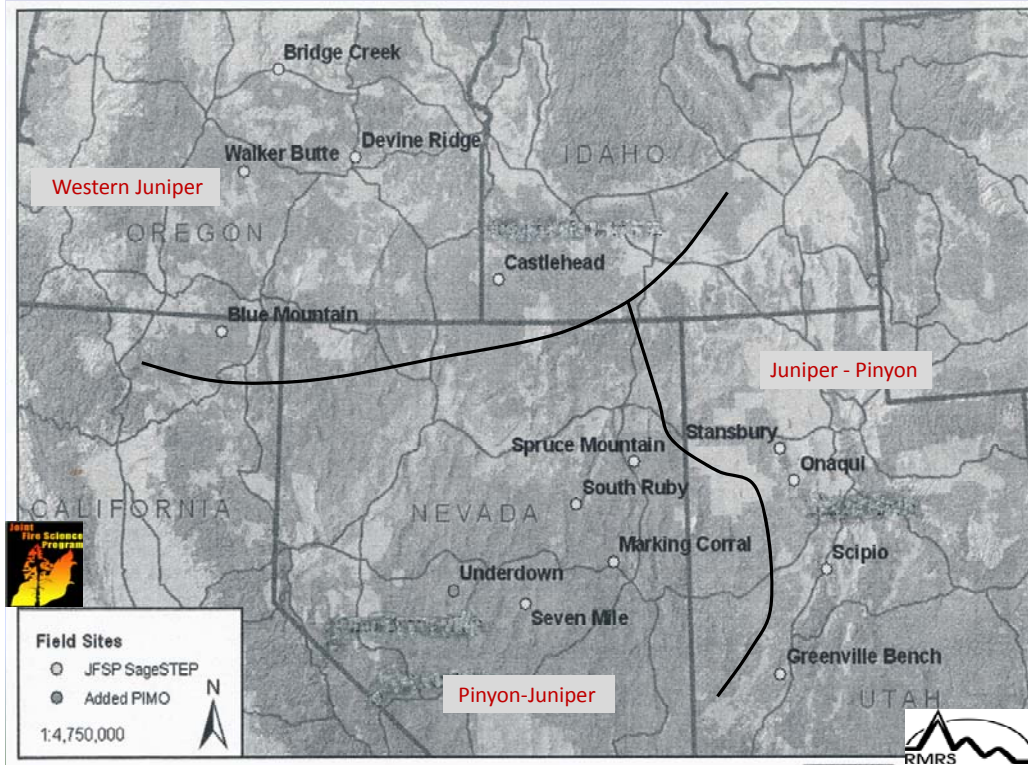 Bridge Creek
Devine Ridge
Walker Butte
IDAHO
Western Juniper
OREGON
Castlehead
Blue Mountain
Juniper - Pinyon
Stansbury
Spruce Mountain
Onaqui
South Ruby
CALIFORNIA
NEVADA
Joint
Fire Science
Program
Marking Corral
Scipio
Underdown
Seven Mile
Greenville Bench
Pinyon-Juniper
UTAH
Field Sites
JFSP SageSTEP
Added PIMO
1:4,750,000
N
RMRS